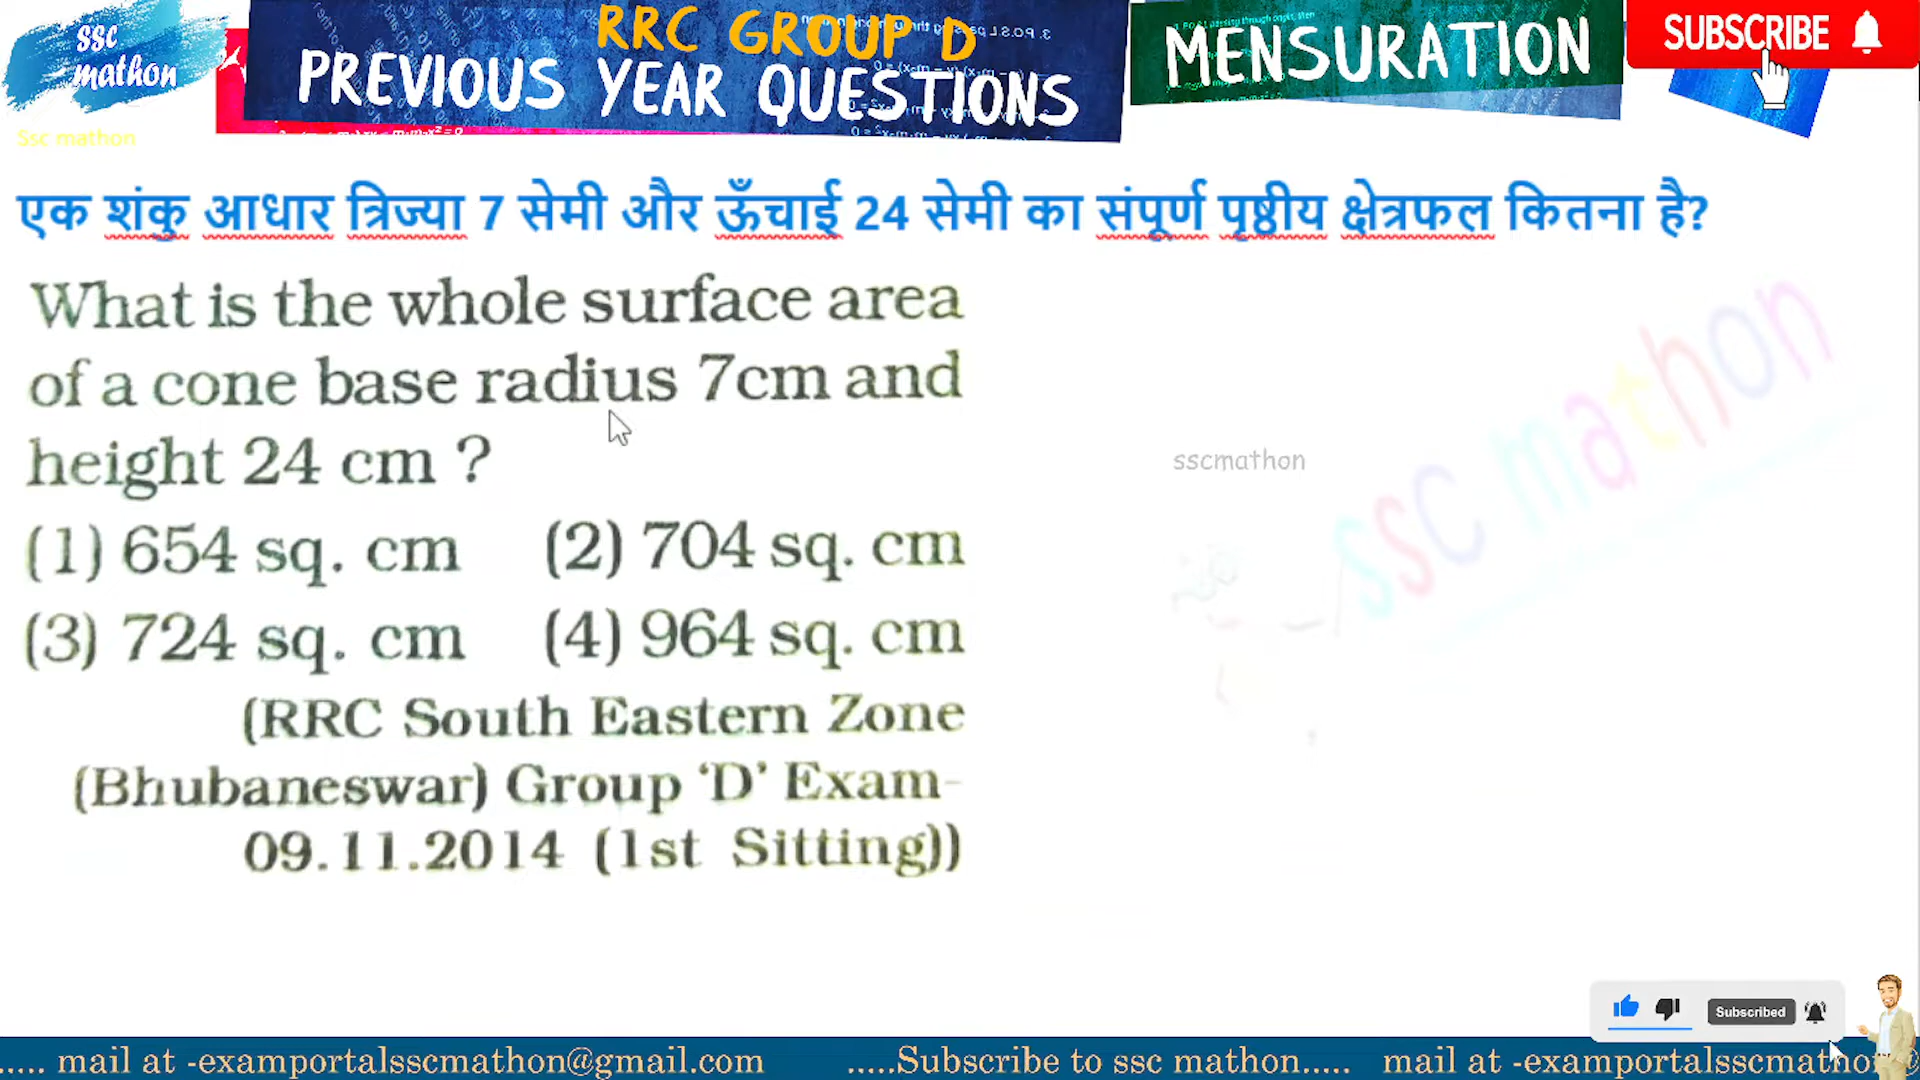 ssc
mathon
Ssc mathon
RRC GROUP D
PREVIOUS YEAR QUESTIONS
MENSURATION
SUBSCRIBE
एक शंकु आधार त्रिज्या 7 सेमी और ऊँचाई 24 सेमी का संपूर्ण पृष्ठीय क्षेत्रफल कितना है?
What is the whole surface area
of a cone base radius 7cm and
height 24 cm ?
(1) 654 sq. cm (2) 704 sq. cm
(3) 724 sq. cm (4) 964 sq. cm
(RRC South Eastern Zone
(Bhubaneswar) Group ‘D’ Exam-
09.11.2014 (1st Sitting))
sscmathon
ssc mathon
Subscribed
..... mail at -examportalsscmathon@gmail.com .....Subscribe to ssc mathon..... mail at -examportalsscmathon@